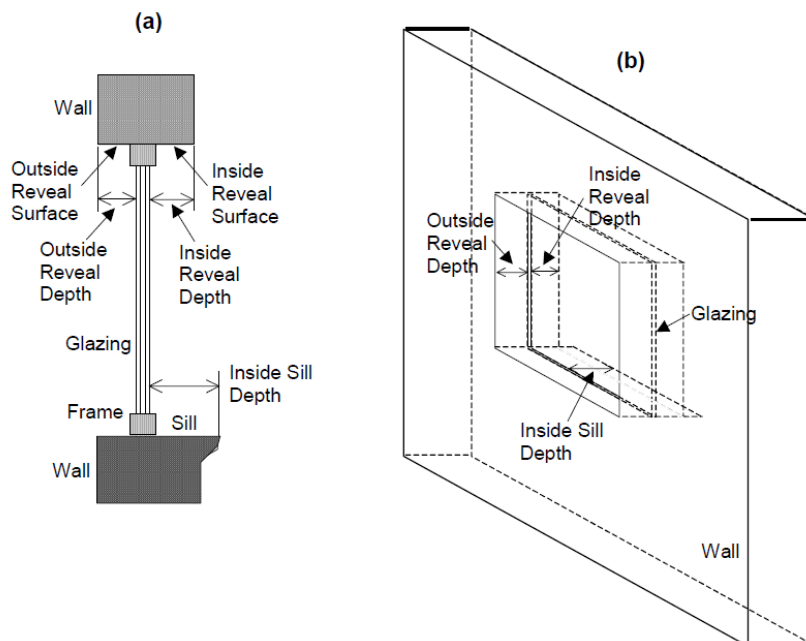 (a)
Wall
Outside
Reveal
Surface
Inside
Reveal
Surface
Outside
Reveal
Depth
Inside
Reveal
Depth
Glazing
Inside Sill
Depth
Frame
Sill
Wall
(b)
Inside
Reveal
Depth
Outside
Reveal
Depth
Glazing
Inside Sill
Depth
Wall